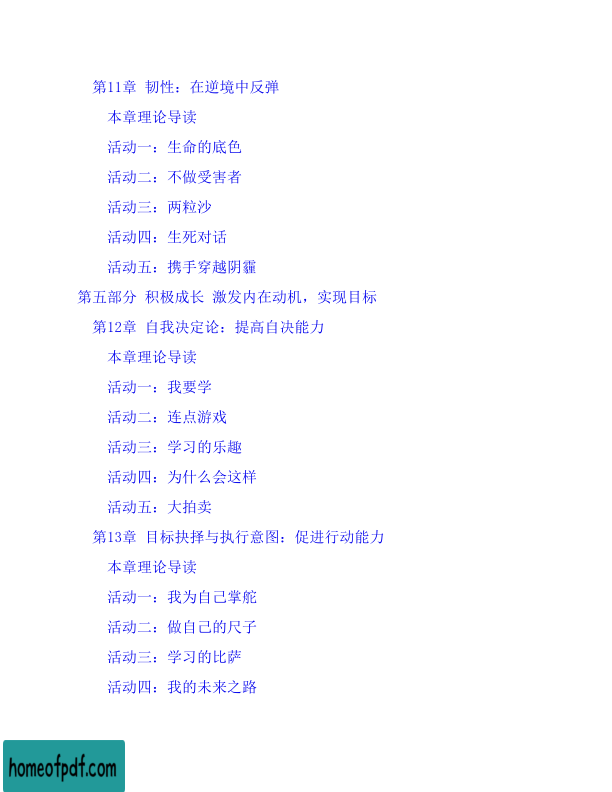 第11章 韧性：在逆境中反弹
本章理论导读
活动一：生命的底色
活动二：不做受害者
活动三：两粒沙
活动四：生死对话
活动五：携手穿越阴霾
第五部分 积极成长 激发内在动机，实现目标
第12章 自我决定论：提高自决能力
本章理论导读
活动一：我要学
活动二：连点游戏
活动三：学习的乐趣
活动四：为什么会这样
活动五：大拍卖
第13章 目标抉择与执行意图：促进行动能力
本章理论导读
活动一：我为自己掌舵
活动二：做自己的尺子
活动三：学习的比萨
活动四：我的未来之路
homeofpdf.com